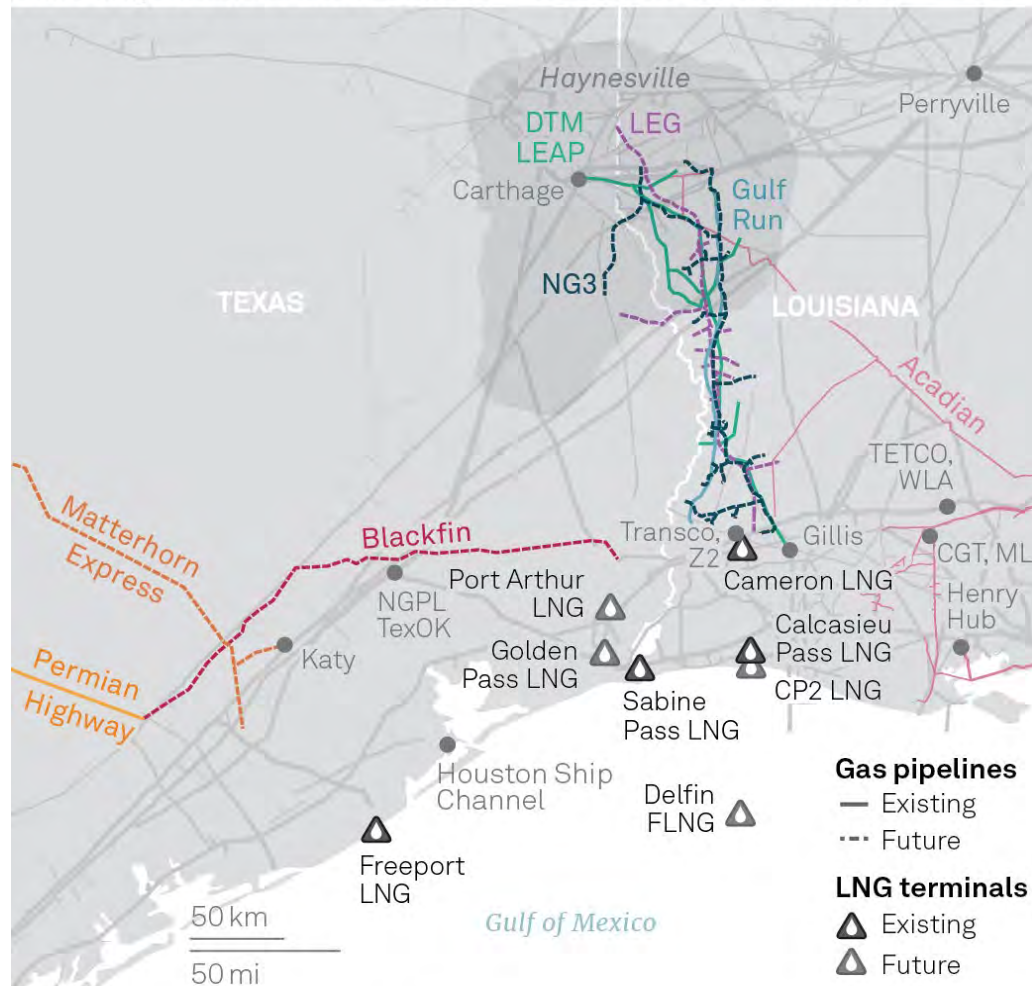 Haynesville
Perryville
DTM
LEAP
LEG
Carthage
Gulf
Run
NG3
TEXAS
LOUISIANA
Acadian
TETCO,
WLA
Matterhorn
Express
Blackfin
Transco,
Z2
Gillis
CGT, ML
Cameron LNG
Port Arthur
LNG
NGPL
TexOK
Henry
Hub
Calcasieu
Pass LNG
Katy
Golden
Pass LNG
CP2 LNG
Permian
Highway
Sabine
Pass LNG
Houston Ship
Channel
Delfin
FLNG
Freeport
LNG
Gas pipelines
Existing
Future
LNG terminals
Existing
Future
50 km
50 mi
Gulf of Mexico